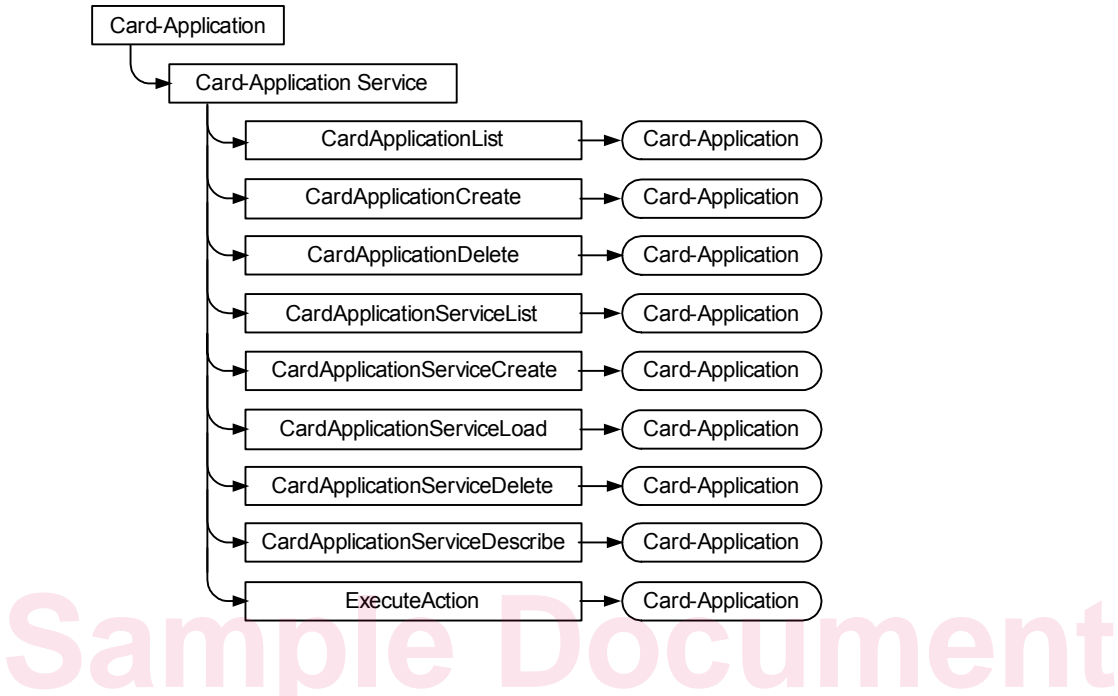 Card-Application
Card-Application Service
CardApplicationList Card-Application
CardApplicationCreate Card-Application
CardApplicationDelete Card-Application
CardApplicationServiceList Card-Application
CardApplicationServiceCreate Card-Application
CardApplicationServiceLoad Card-Application
CardApplicationServiceDelete Card-Application
CardApplicationServiceDescribe Card-Application
ExecuteAction Card-Application
Sample Document